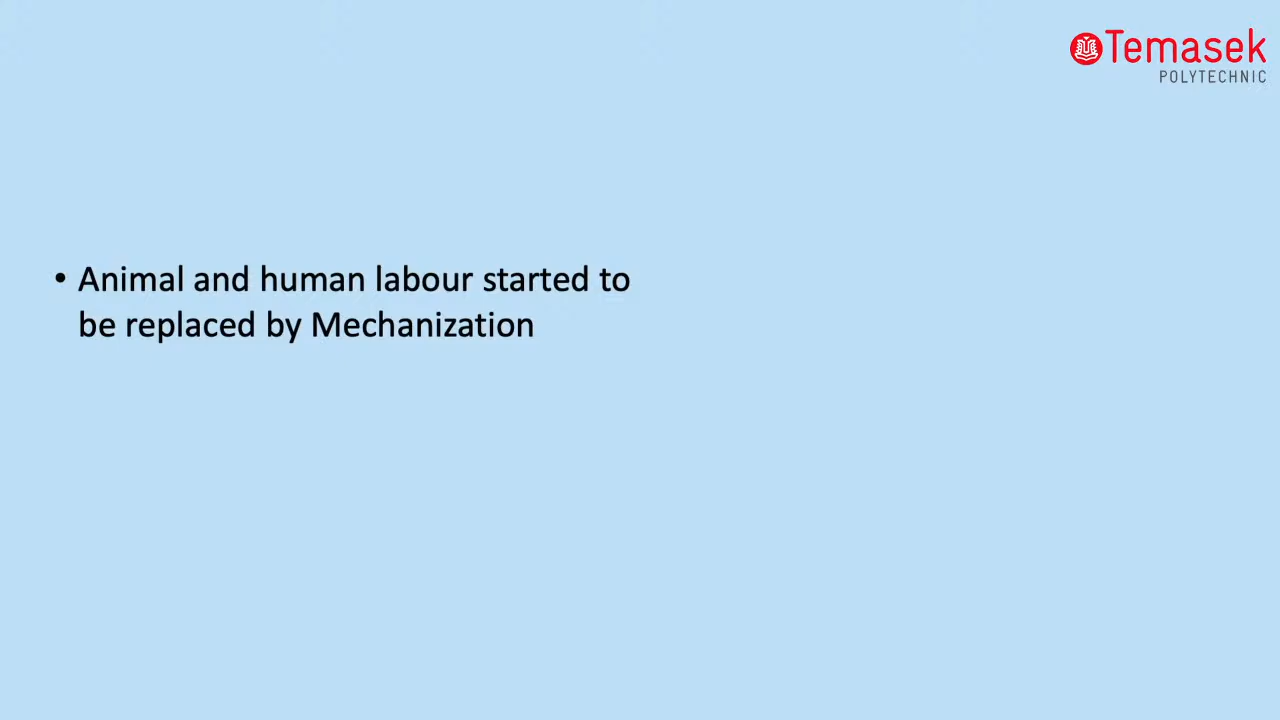 Temasek
POLYTECHNIC
• Animal and human labour started to
be replaced by Mechanization